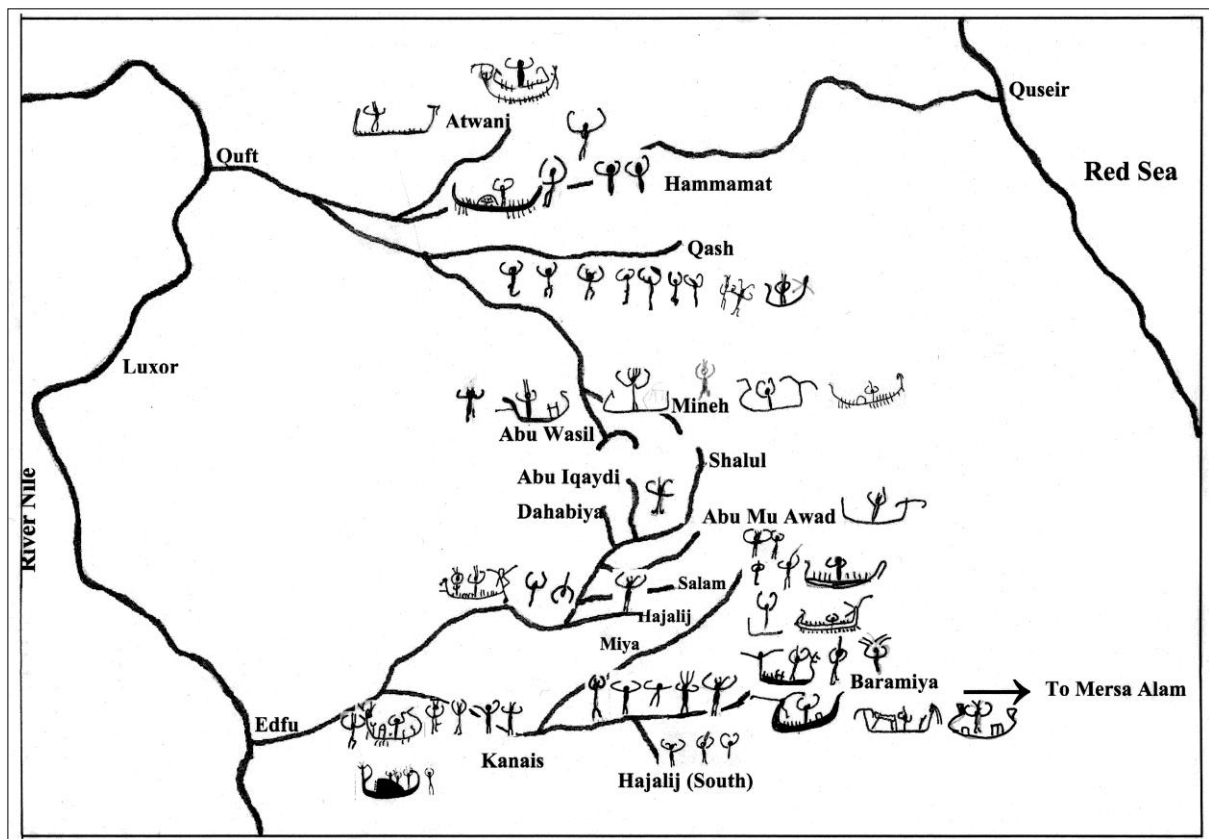 Quseir
Atwani
Quft
Red Sea
Hammamat
Qash
Luxor
Mineh
Abu Wasil
Shalul
Abu Iqaydi
Dahabiya
Abu Mu Awad
River Nile
Salam
Hajalij
Miya
Baramiya
To Mersa Alam
Edfu
Kanais
Hajalij (South)